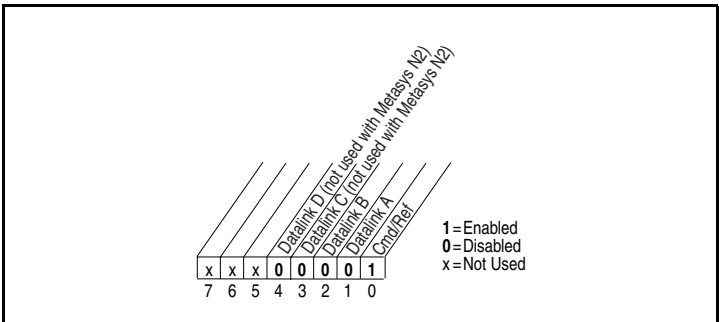 Datalink D (not used with Metasys N2)
Datalink C (not used with Metasys N2)
Datalink B
Datalink A
Cmd/Ref
1=Enabled
0=Disabled
x=Not Used
x x x 0 0 0 0 1
7 6 5 4 3 2 1 0